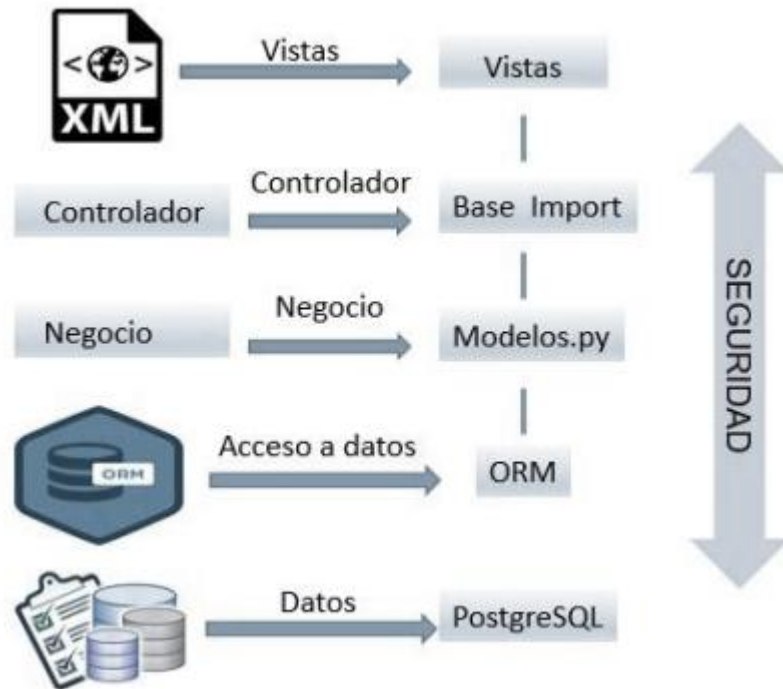 <>
XML
Vistas
Vistas
Controlador
Controlador
Base Import
Negocio
Negocio
Modelos.py
ORM
Acceso a datos
ORM
Datos
PostgreSQL
SEGURIDAD